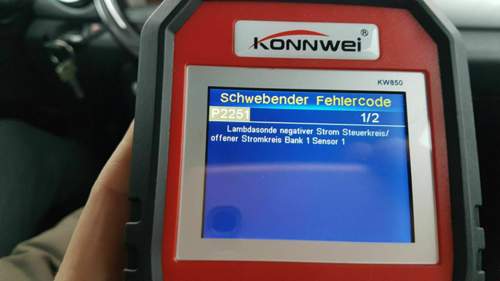 KONNWEI®
KW850
Schwebender Fehlercode
P2251 1/2
Lambdasonde negativer Strom Steuerkreis/
offener Stromkreis Bank 1 Sensor 1